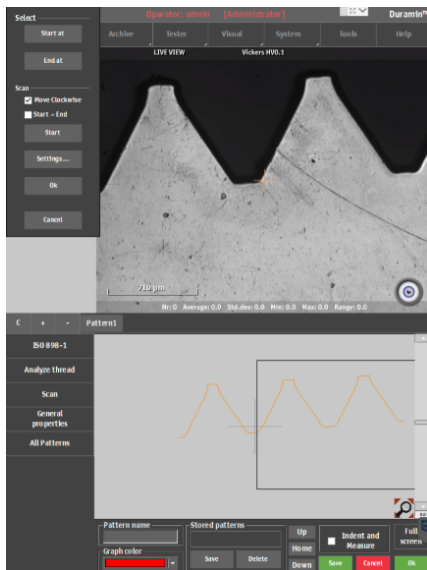 Select
Start at
End at
Scan
Move Clockwise
Start = End
Start
Settings...
Ok
Cancel
Operator: admin [Administrator]
Duramin™
Archive Tester Visual System Tools Help
LIVE VIEW Vickers HV0.1
Nr: 0 Average: 0.0 Std.dev: 0.0 Min: 0.0 Max: 0.0 Range: 0.0
C + - Pattern1
ISO 898-1
Analyze thread
Scan
General
properties
All Patterns
Pattern name
Graph color
Stored patterns
Save Delete
Up
Home
Down
Indent and
Measure
Save Cancel
Full
screen
Ok